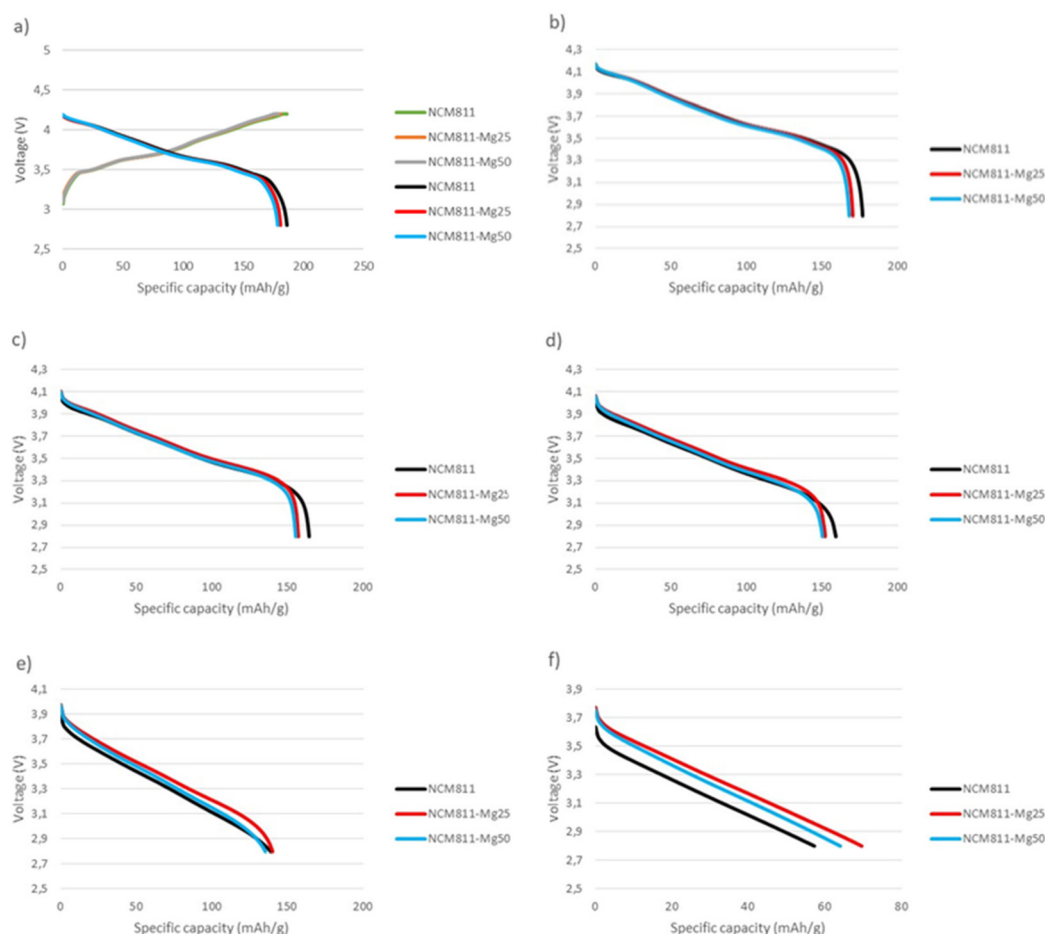 a)
5
4,5
4
3,5
3
2,5
Voltage (V)
0 50 100 150 200 250
Specific capacity (mAh/g)
NCM811
NCM811-Mg25
NCM811-Mg50
NCM811
NCM811-Mg25
NCM811-Mg50
b)
4,3
4,1
3,9
3,7
3,5
3,3
3,1
2,9
2,7
2,5
Voltage (V)
0 50 100 150 200
Specific capacity (mAh/g)
NCM811
NCM811-Mg25
NCM811-Mg50
c)
4,3
4,1
3,9
3,7
3,5
3,3
3,1
2,9
2,7
2,5
Voltage (V)
0 50 100 150 200
Specific capacity (mAh/g)
NCM811
NCM811-Mg25
NCM811-Mg50
d)
4,3
4,1
3,9
3,7
3,5
3,3
3,1
2,9
2,7
2,5
Voltage (V)
0 50 100 150 200
Specific capacity (mAh/g)
NCM811
NCM811-Mg25
NCM811-Mg50
e)
4,1
3,9
3,7
3,5
3,3
3,1
2,9
2,7
2,5
Voltage (V)
0 50 100 150 200
Specific capacity (mAh/g)
NCM811
NCM811-Mg25
NCM811-Mg50
f)
3,9
3,7
3,5
3,3
3,1
2,9
2,7
2,5
Voltage (V)
0 20 40 60 80
Specific capacity (mAh/g)
NCM811
NCM811-Mg25
NCM811-Mg50